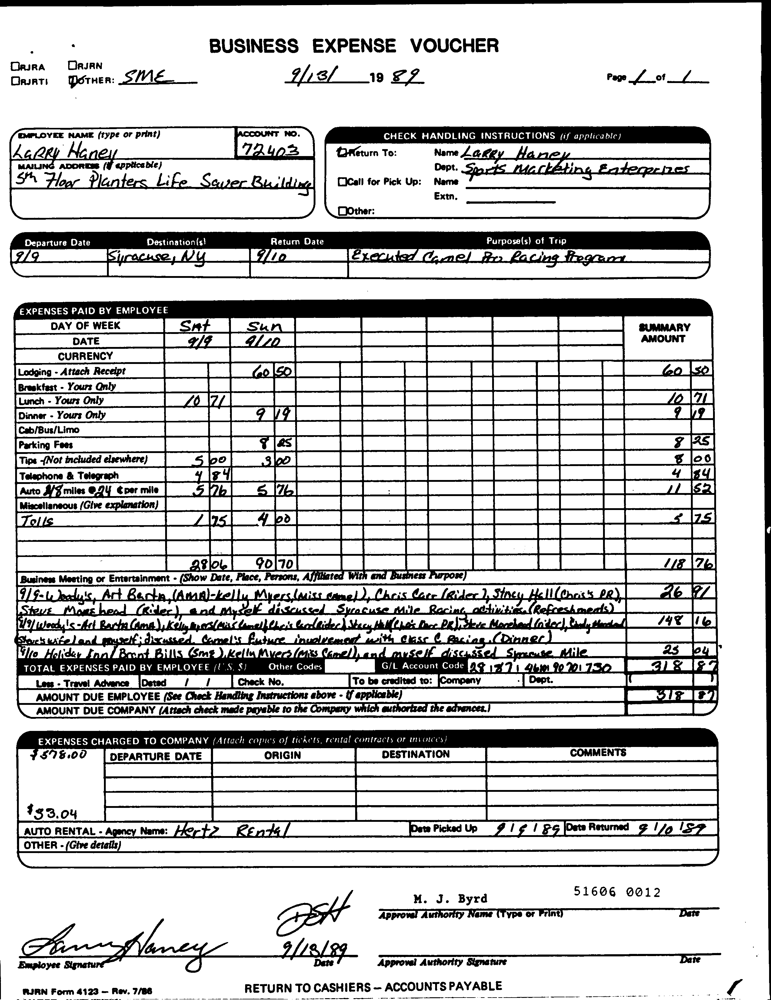 BUSINESS EXPENSE VOUCHER
RJRA RJRN
RJRTI OTHER: SME 9/13/ 19 89 Page 1 of 1
EMPLOYEE NAME (type or print) ACCOUNT NO. CHECK HANDLING INSTRUCTIONS (if applicable)
LaRRy Haney 72403 Return To: Name LaRRy Haney
MAILING ADDRESS (if applicable) Dept. Sports Marketing Enterprizes
5th Floor Planters Life Saver Building Call for Pick Up: Name
Extn.
Other:
Departure Date Destination(s) Return Date Purpose(s) of Trip
9/9 Syracuse, NY 9/10 Executed Camel Pro Racing Program
EXPENSES PAID BY EMPLOYEE
DAY OF WEEK SAt Sun SUMMARY
DATE 9/9 9/10 AMOUNT
CURRENCY
Lodging - Attach Receipt 60 50 60 50
Breakfast - Yours Only
Lunch - Yours Only 10 71 10 71
Dinner - Yours Only 9 19 9 19
Cab/Bus/Limo
Parking Fees 8 25 8 25
Tips - (Not included elsewhere) 5 00 3 00 8 00
Telephone & Telegraph 4 84 4 84
Auto miles @ 24 ¢ per mile 5 76 5 76 11 52
Miscellaneous (Give explanation)
Tolls 1 75 4 00 5 75
28 06 90 70 118 76
Business Meeting or Entertainment - (Show Date, Place, Persons, Affiliated With and Business Purpose)
9/9-Woody's, Art Barta, (AMA)-Kelly Myers, (Miss Camel), Chris Carr (Rider), Stacy Hall (Chris's PR), 26 91
Steve Morehead (Rider), and myself discussed Syracuse Mile Racing activities. (Refreshments)
9/9/Woody's-Art Barta (AMA), Kelly Myers (Miss Camel), Chris Carr (rider), Stacy Hall (Chris Carr PR), Steve Morehead (rider), Cindy Morehead 148 16
Steve's wife and myself; discussed Camel's future involvement with Class C Racing. (Dinner)
9/10 Holiday Inn/ Brant Bills (SME), Kelly Myers (Miss Camel), and myself discussed Syracuse Mile 25 04
TOTAL EXPENSES PAID BY EMPLOYEE (U.S. $) Other Codes G/L Account Code 318 87
Less - Travel Advance Dated / / Check No. To be credited to: Company Dept.
AMOUNT DUE EMPLOYEE (See Check Handling Instructions above - if applicable) 318 87
AMOUNT DUE COMPANY (Attach check made payable to the Company which authorized the advances.)
EXPENSES CHARGED TO COMPANY (Attach copies of tickets, rental contracts or invoices)
$578.00 DEPARTURE DATE ORIGIN DESTINATION COMMENTS
$53.04
AUTO RENTAL - Agency Name: Hertz Rental Date Picked Up 9 / 9 / 89 Date Returned 9 / 10 / 89
OTHER - (Give details)
51606 0012
M. J. Byrd
Approval Authority Name (Type or Print) Date
Larry Haney 9/13/89
Employee Signature Date Approval Authority Signature Date
RJRN Form 4123 — Rev. 7/86 RETURN TO CASHIERS — ACCOUNTS PAYABLE